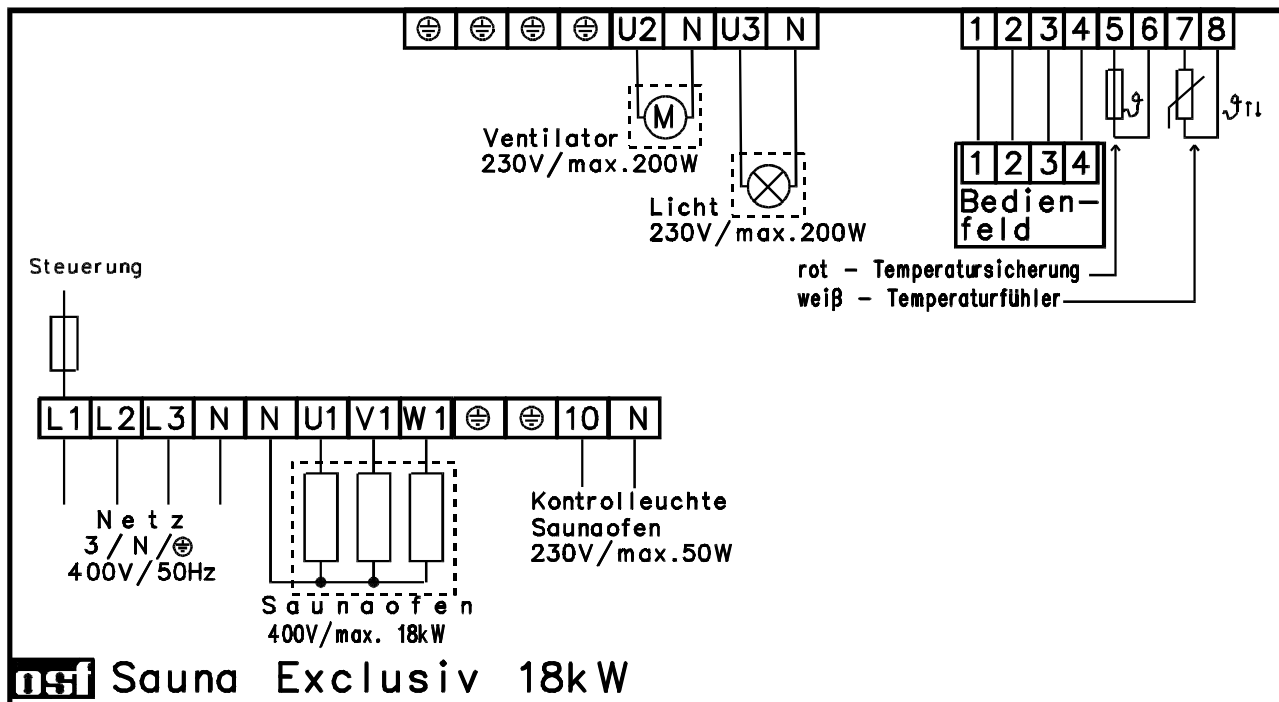 U2 N U3 N
1 2 3 4 5 6 7 8
M
Ventilator
230V/max.200W
Licht
230V/max.200W
1 2 3 4
Bedien-
feld
ϑ
ϑ↑↓
rot - Temperatursicherung
weiß - Temperaturfühler
Steuerung
L1 L2 L3 N N U1 V1 W1 10 N
Netz
3/N/⏚
400V/50Hz
Saunaofen
400V/max. 18kW
Kontrolleuchte
Saunaofen
230V/max.50W
osf Sauna Exclusiv 18kW